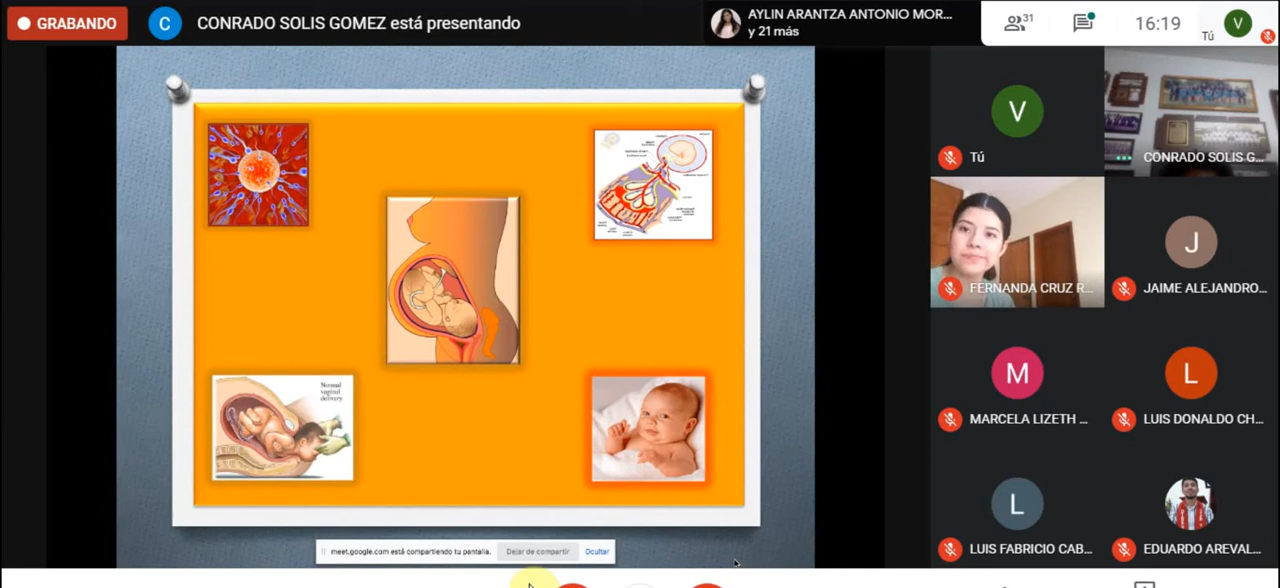 GRABANDO
C
CONRADO SOLIS GOMEZ está presentando
AYLIN ARANTZA ANTONIO MOR...
y 21 más
31
16:19
Tú
V
V
Tú
CONRADO SOLIS G...
FERNANDA CRUZ R...
J
JAIME ALEJANDRO...
M
MARCELA LIZETH ...
L
LUIS DONALDO CH...
L
LUIS FABRICIO CAB...
EDUARDO AREVAL...
Normal
vaginal
delivery
meet.google.com está compartiendo tu pantalla.
Dejar de compartir
Ocultar